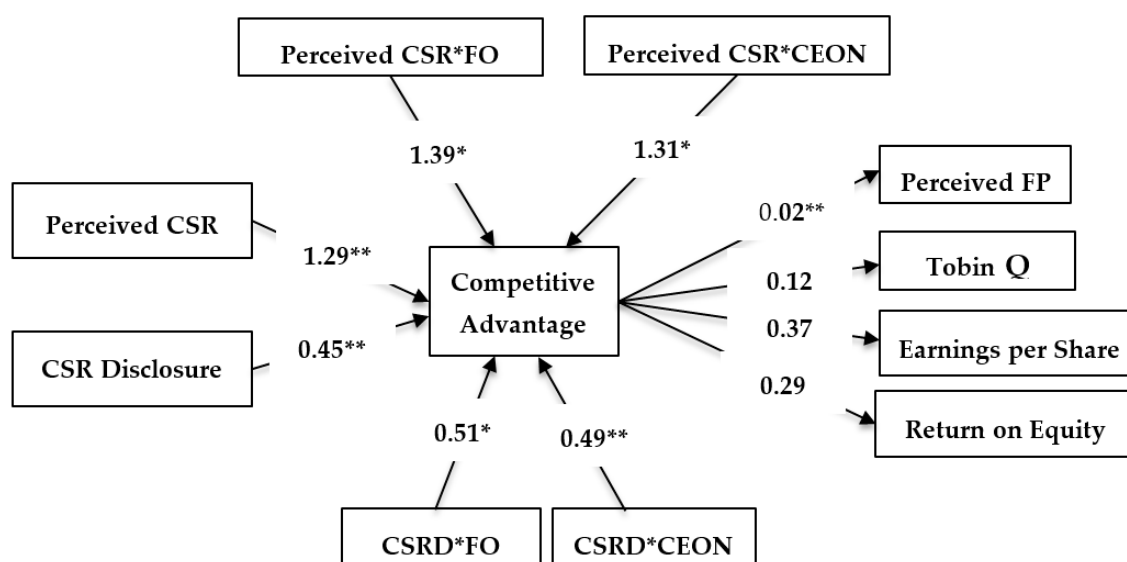 Perceived CSR*FO
Perceived CSR*CEON
1.39*
1.31*
Perceived CSR
1.29**
CSR Disclosure
0.45**
Competitive
Advantage
0.02**
Perceived FP
0.12
Tobin Q
0.37
Earnings per Share
0.29
Return on Equity
0.51*
0.49**
CSRD*FO
CSRD*CEON